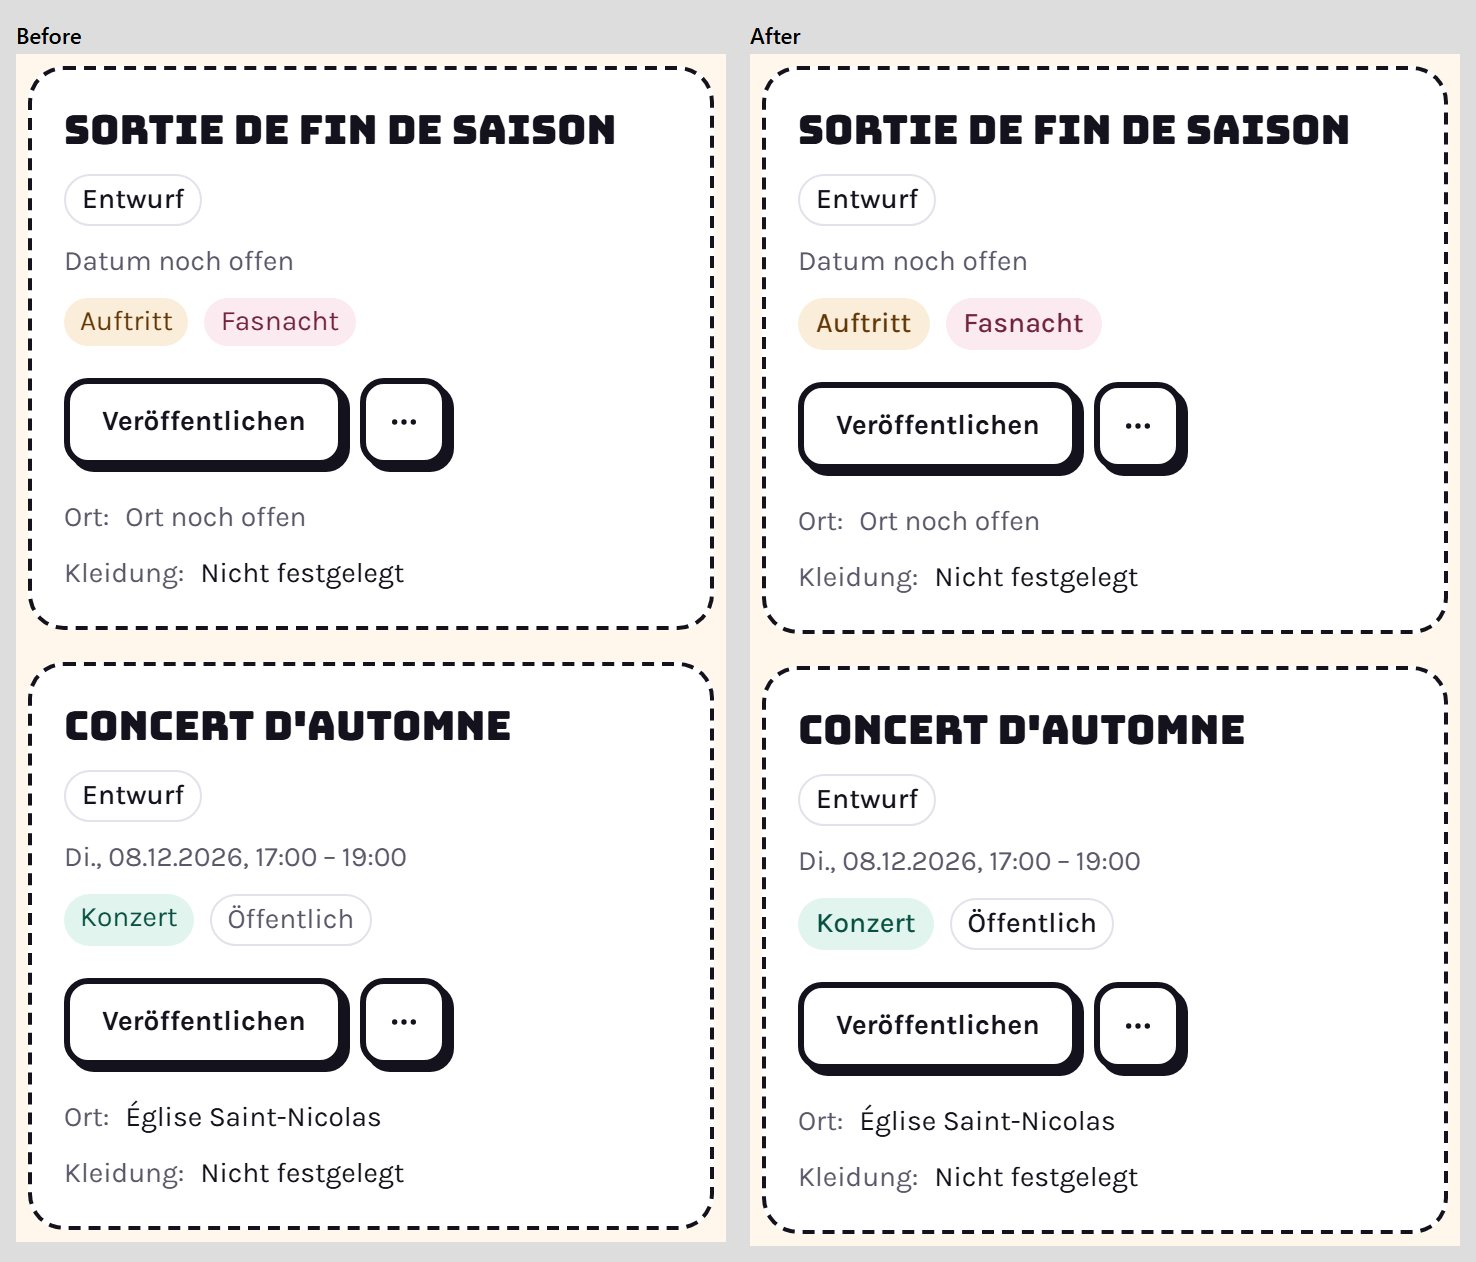 Before
SORTIE DE FIN DE SAISON
Entwurf
Datum noch offen
Auftritt Fasnacht
Veröffentlichen ...
Ort: Ort noch offen
Kleidung: Nicht festgelegt
CONCERT D'AUTOMNE
Entwurf
Di., 08.12.2026, 17:00 – 19:00
Konzert Öffentlich
Veröffentlichen ...
Ort: Église Saint-Nicolas
Kleidung: Nicht festgelegt
After
SORTIE DE FIN DE SAISON
Entwurf
Datum noch offen
Auftritt Fasnacht
Veröffentlichen ...
Ort: Ort noch offen
Kleidung: Nicht festgelegt
CONCERT D'AUTOMNE
Entwurf
Di., 08.12.2026, 17:00 – 19:00
Konzert Öffentlich
Veröffentlichen ...
Ort: Église Saint-Nicolas
Kleidung: Nicht festgelegt